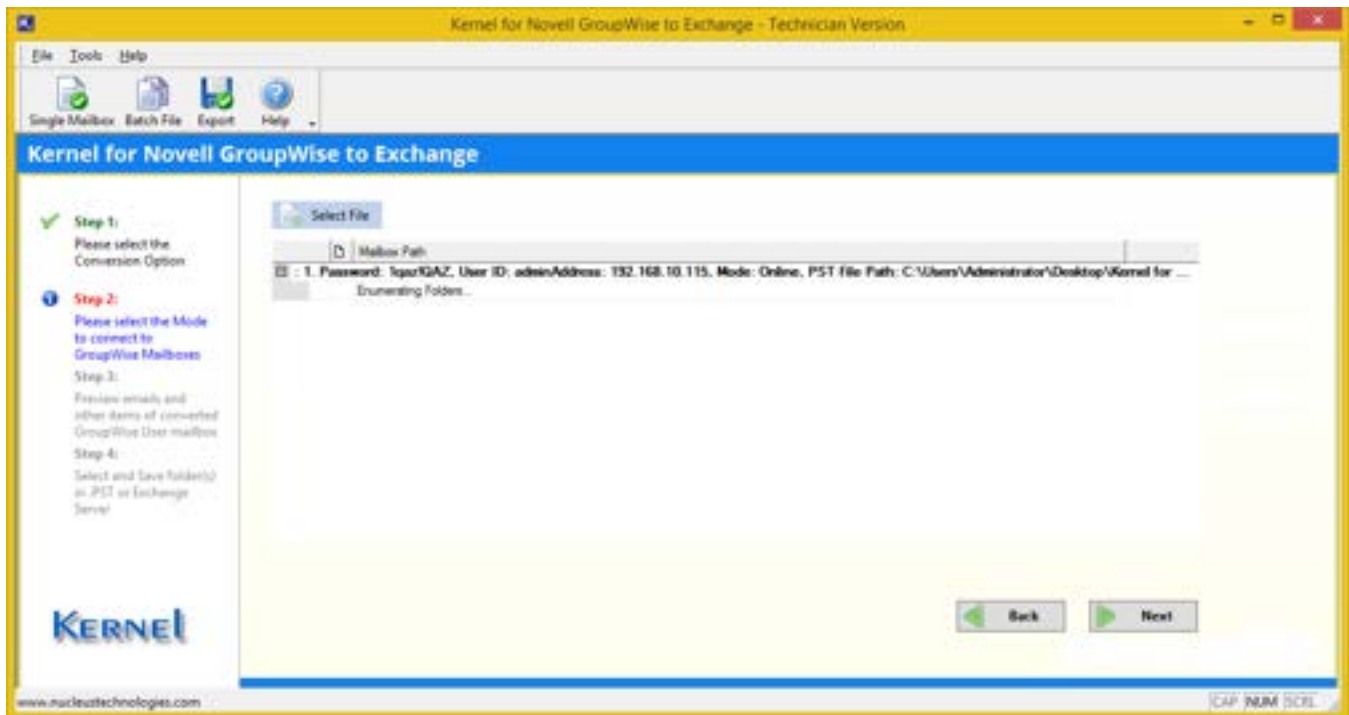 Kernel for Novell GroupWise to Exchange - Technician Version
File Tools Help
Single Mailbox Batch File Export Help
Kernel for Novell GroupWise to Exchange
Step 1:
Please select the
Conversion Option
Step 2:
Please select the Mode
to connect to
GroupWise Mailboxes
Step 3:
Preview emails and
other items of converted
GroupWise User mailbox
Step 4:
Select and Save folder(s)
in .PST or Exchange
Server
KERNEL
Select File
Mailbox Path
: 1. Password: User ID: adminAddress: 192.168.10.115, Mode: Online, PST File Path: C:\Users\Administrator\Desktop\Kernel for ...
Enumerating Folders...
Back Next
www.nucleustechnologies.com
CAP NUM SCRL